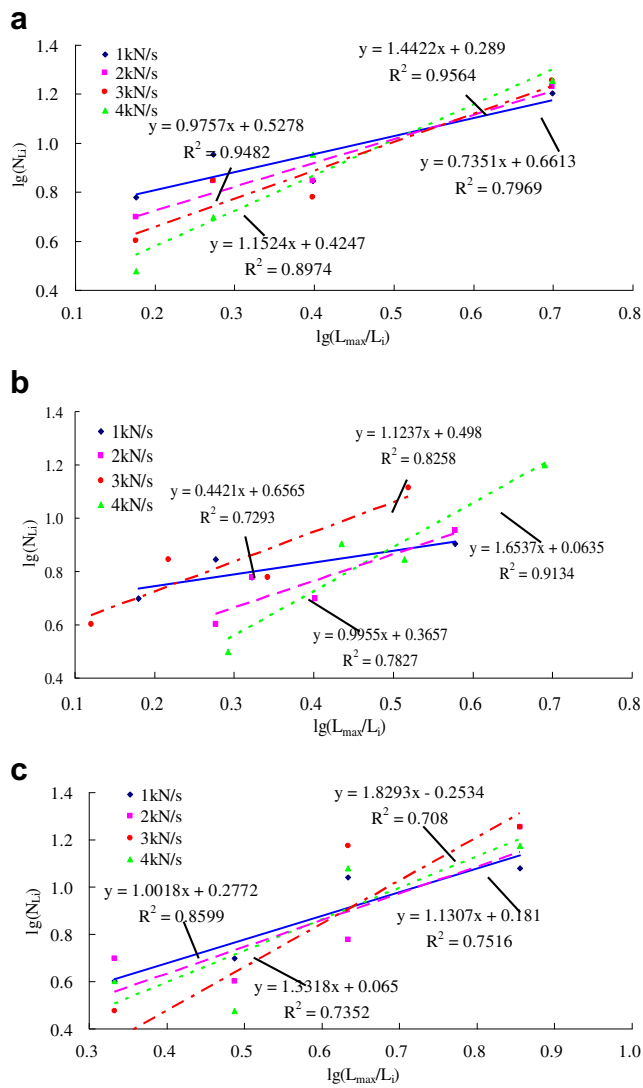 a
1kN/s
2kN/s
3kN/s
4kN/s
y = 1.4422x + 0.289
R² = 0.9564
y = 0.9757x + 0.5278
R² = 0.9482
y = 0.7351x + 0.6613
R² = 0.7969
y = 1.1524x + 0.4247
R² = 0.8974
lg(N_Li)
1.4
1.2
1.0
0.8
0.6
0.4
0.1 0.2 0.3 0.4 0.5 0.6 0.7 0.8
lg(L_max/L_i)
b
1kN/s
2kN/s
3kN/s
4kN/s
y = 1.1237x + 0.498
R² = 0.8258
y = 0.4421x + 0.6565
R² = 0.7293
y = 1.6537x + 0.0635
R² = 0.9134
y = 0.9955x + 0.3657
R² = 0.7827
lg(N_Li)
1.4
1.2
1.0
0.8
0.6
0.4
0.1 0.2 0.3 0.4 0.5 0.6 0.7 0.8
lg(L_max/L_i)
c
1kN/s
2kN/s
3kN/s
4kN/s
y = 1.8293x - 0.2534
R² = 0.708
y = 1.0018x + 0.2772
R² = 0.8599
y = 1.1307x + 0.181
R² = 0.7516
y = 1.3318x + 0.065
R² = 0.7352
lg(N_Li)
1.4
1.2
1.0
0.8
0.6
0.4
0.3 0.4 0.5 0.6 0.7 0.8 0.9 1.0
lg(L_max/L_i)